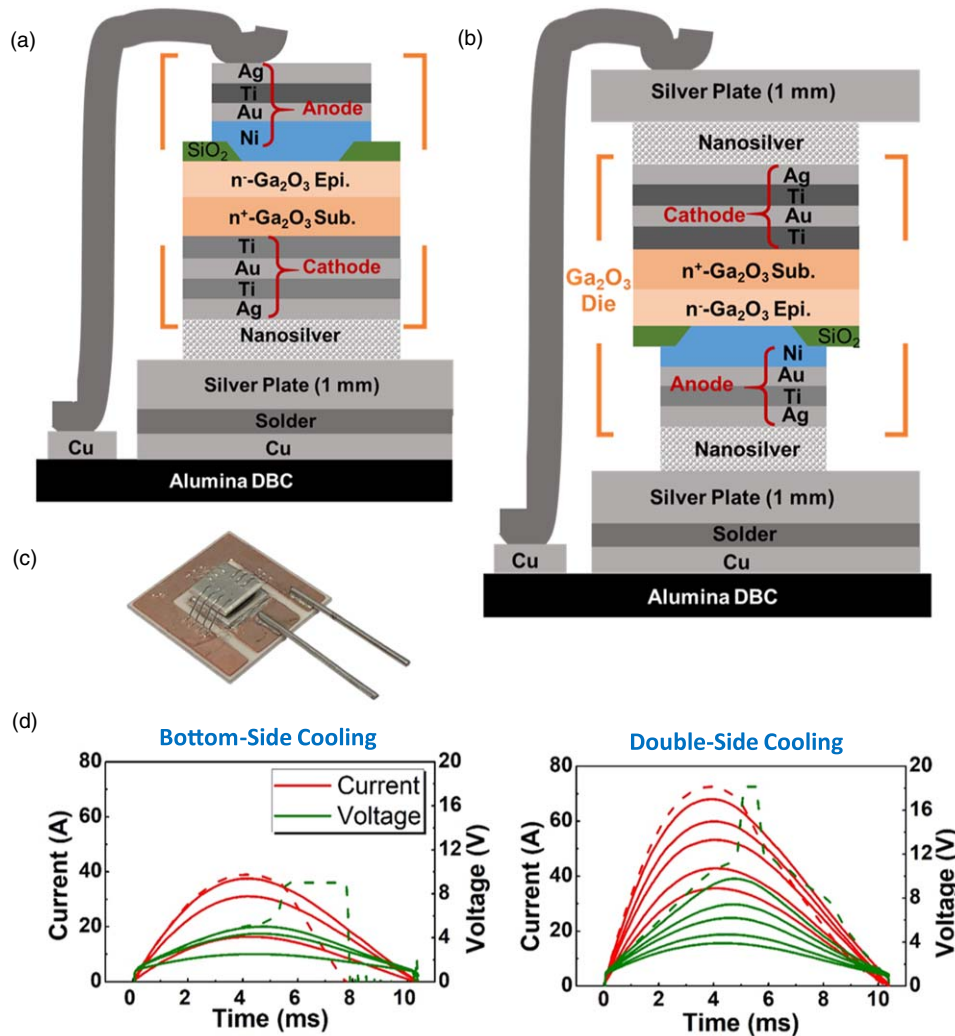 (a)
Ag
Ti
Au
Anode
Ni
SiO2
n⁻-Ga2O3 Epi.
n⁺-Ga2O3 Sub.
Ti
Au
Cathode
Ti
Ag
Nanosilver
Silver Plate (1 mm)
Solder
Cu
Cu
Alumina DBC
(b)
Silver Plate (1 mm)
Nanosilver
Ag
Ti
Cathode
Au
Ti
n⁺-Ga2O3 Sub.
Ga2O3
Die
n⁻-Ga2O3 Epi.
SiO2
Ni
Anode
Au
Ti
Ag
Nanosilver
Silver Plate (1 mm)
Solder
Cu
Cu
Alumina DBC
(c)
(d)
Bottom-Side Cooling
80
60
40
20
0
Current (A)
Current
Voltage
20
16
12
8
4
0
Voltage (V)
0 2 4 6 8 10
Time (ms)
Double-Side Cooling
80
60
40
20
0
Current (A)
20
16
12
8
4
0
Voltage (V)
0 2 4 6 8 10
Time (ms)